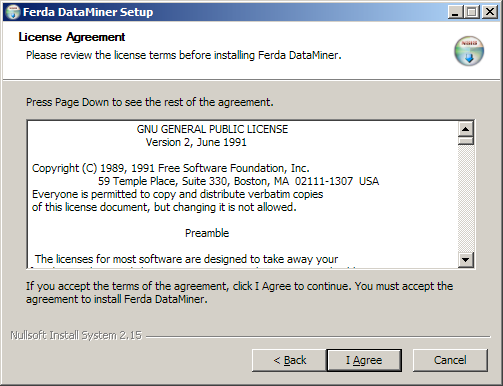 Ferda DataMiner Setup
License Agreement
Please review the license terms before installing Ferda DataMiner.
Press Page Down to see the rest of the agreement.
GNU GENERAL PUBLIC LICENSE
Version 2, June 1991
Copyright (C) 1989, 1991 Free Software Foundation, Inc.
59 Temple Place, Suite 330, Boston, MA  02111-1307  USA
Everyone is permitted to copy and distribute verbatim copies
of this license document, but changing it is not allowed.
Preamble
The licenses for most software are designed to take away your
If you accept the terms of the agreement, click I Agree to continue. You must accept the
agreement to install Ferda DataMiner.
Nullsoft Install System 2.15
< Back
I Agree
Cancel